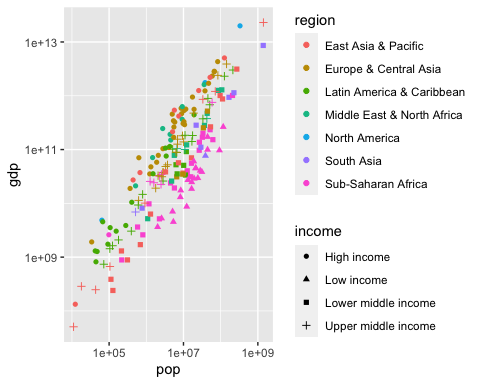 1e+13
1e+11
1e+09
gdp
1e+05
1e+07
1e+09
pop
region
East Asia & Pacific
Europe & Central Asia
Latin America & Caribbean
Middle East & North Africa
North America
South Asia
Sub-Saharan Africa
income
High income
Low income
Lower middle income
Upper middle income